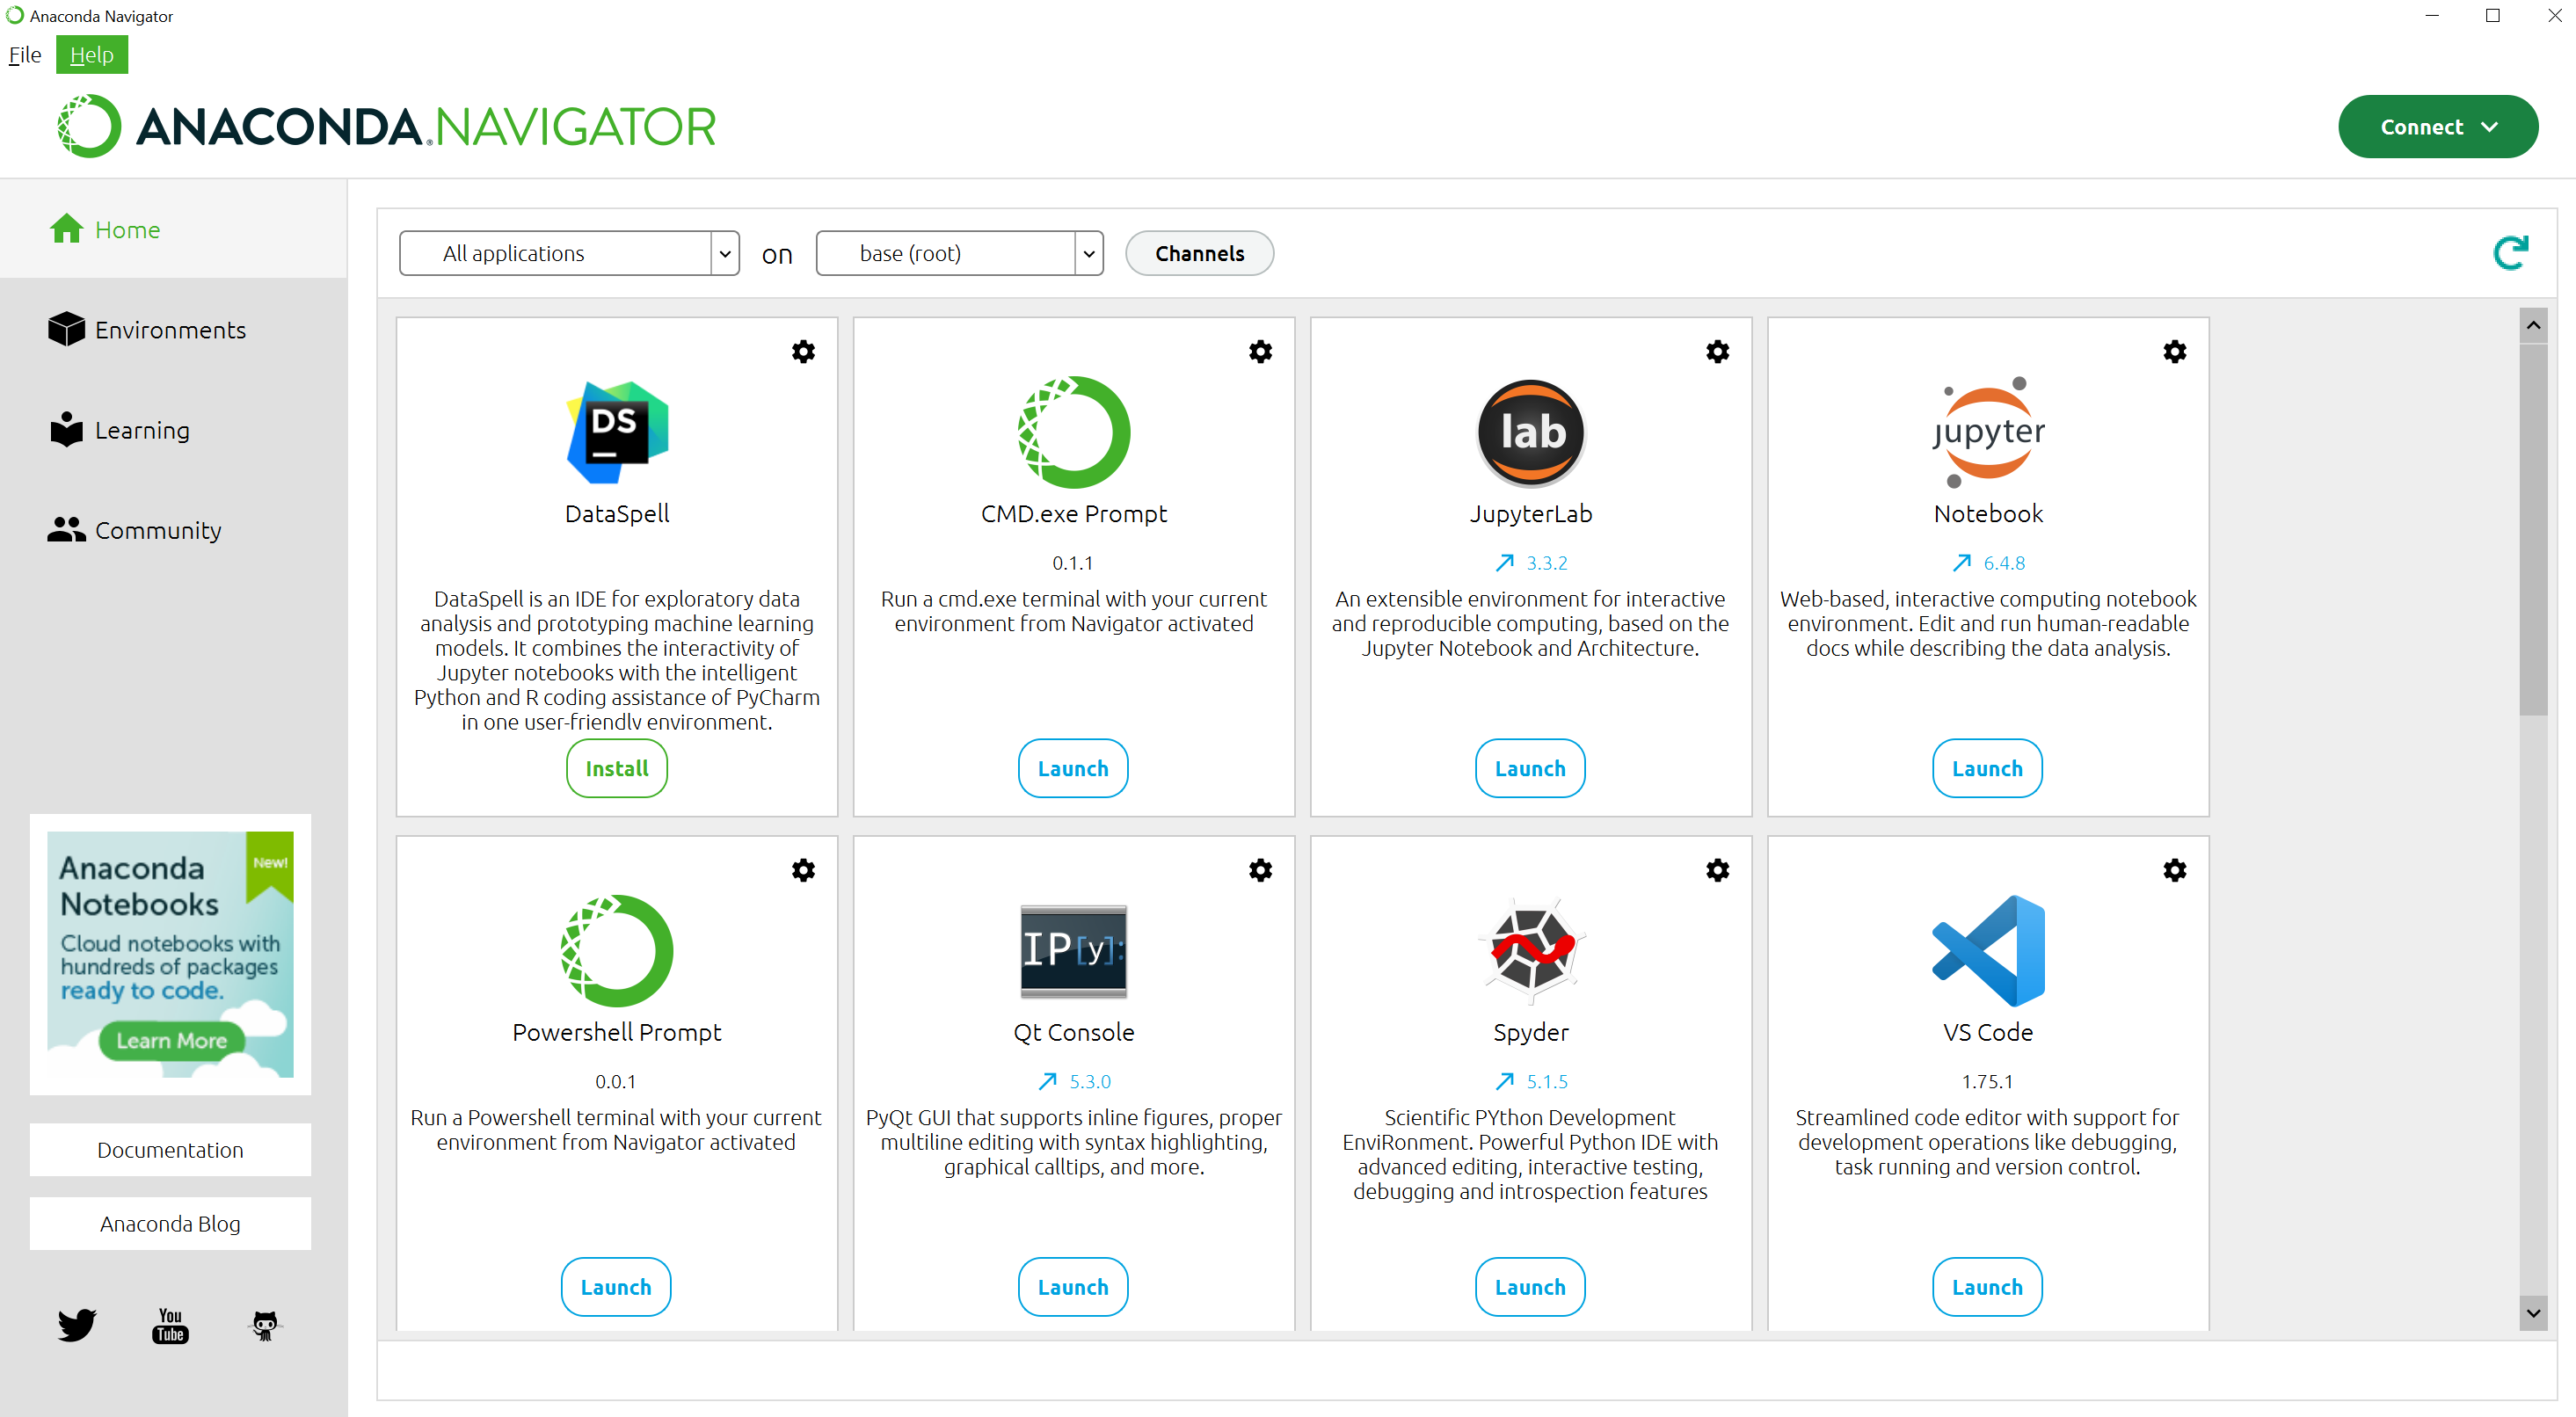 Anaconda Navigator
File
Help
ANACONDA.NAVIGATOR
Connect
Home
Environments
Learning
Community
Anaconda
Notebooks
New!
Cloud notebooks with
hundreds of packages
ready to code.
Learn More
Documentation
Anaconda Blog
You
Tube
All applications
on
base (root)
Channels
DS
DataSpell
DataSpell is an IDE for exploratory data
analysis and prototyping machine learning
models. It combines the interactivity of
Jupyter notebooks with the intelligent
Python and R coding assistance of PyCharm
in one user-friendly environment.
Install
CMD.exe Prompt
0.1.1
Run a cmd.exe terminal with your current
environment from Navigator activated
Launch
lab
JupyterLab
3.3.2
An extensible environment for interactive
and reproducible computing, based on the
Jupyter Notebook and Architecture.
Launch
jupyter
Notebook
6.4.8
Web-based, interactive computing notebook
environment. Edit and run human-readable
docs while describing the data analysis.
Launch
Powershell Prompt
0.0.1
Run a Powershell terminal with your current
environment from Navigator activated
Launch
IP[y]:
Qt Console
5.3.0
PyQt GUI that supports inline figures, proper
multiline editing with syntax highlighting,
graphical calltips, and more.
Launch
Spyder
5.1.5
Scientific PYthon Development
EnviRonment. Powerful Python IDE with
advanced editing, interactive testing,
debugging and introspection features
Launch
VS Code
1.75.1
Streamlined code editor with support for
development operations like debugging,
task running and version control.
Launch